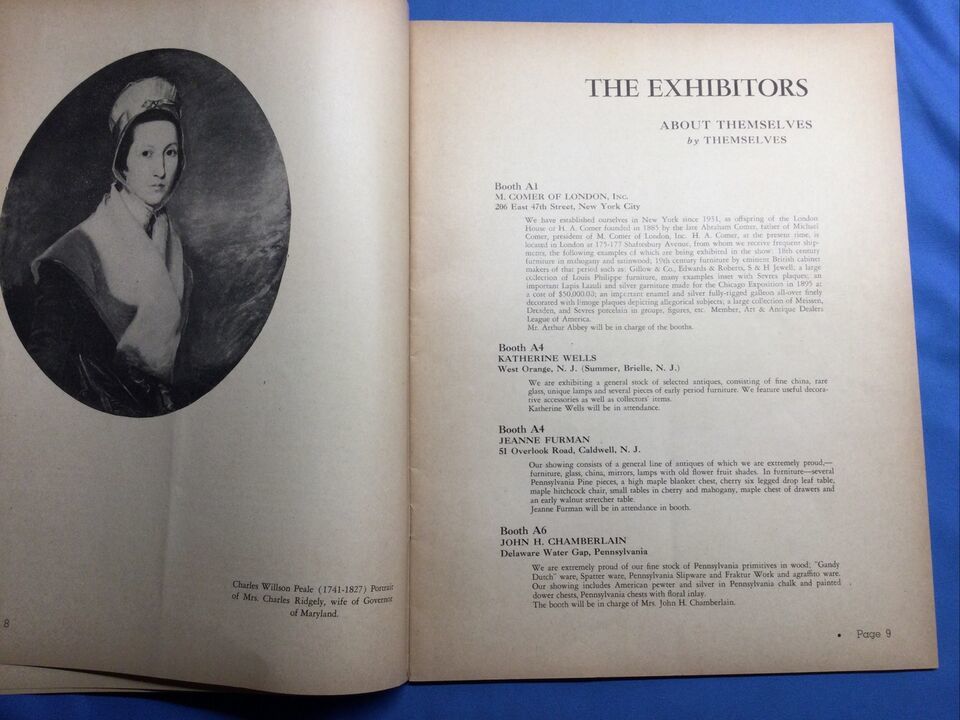 Charles Willson Peale (1741-1827) Portrait
of Mrs. Charles Ridgely, wife of Governor
of Maryland.
8
THE EXHIBITORS
ABOUT THEMSELVES
by THEMSELVES
Booth A1
M. COMER OF LONDON, INC.
206 East 47th Street, New York City
We have established ourselves in New York since 1931, as offspring of the London
House or H. A. Comer founded in 1885 by the late Abraham Comer, father of Michael
Comer, president of M. Comer of London, Inc. H. A. Comer, at the present time, is
located in London at 175-177 Shaftesbury Avenue, from whom we receive frequent ship-
ments, the following examples of which are being exhibited in the show: 18th century
furniture in mahogany and satinwood; 19th century furniture by eminent British cabinet
makers of that period such as: Gillow & Co., Edwards & Roberts, S & H Jewell; a large
collection of Louis Philippe furniture, many examples inset with Sevres plaques; an
important Lapis Lazuli and silver garniture made for the Chicago Exposition in 1895 at
a cost of $50,000.00; an important enamel and silver fully-rigged galleon all-over finely
decorated with limoge plaques depicting allegorical subjects; a large collection of Meissen,
Dresden, and Sevres porcelain in groups, figures, etc. Member, Art & Antique Dealers
League of America.
Mr. Arthur Abbey will be in charge of the booths.
Booth A4
KATHERINE WELLS
West Orange, N. J. (Summer, Brielle, N. J.)
We are exhibiting a general stock of selected antiques, consisting of fine china, rare
glass, unique lamps and several pieces of early period furniture. We feature useful decora-
tive accessories as well as collectors' items.
Katherine Wells will be in attendance.
Booth A4
JEANNE FURMAN
51 Overlook Road, Caldwell, N. J.
Our showing consists of a general line of antiques of which we are extremely proud,—
furniture, glass, china, mirrors, lamps with old flower fruit shades. In furniture—several
Pennsylvania Pine pieces, a high maple blanket chest, cherry six legged drop leaf table,
maple hitchcock chair, small tables in cherry and mahogany, maple chest of drawers and
an early walnut stretcher table.
Jeanne Furman will be in attendance in booth.
Booth A6
JOHN H. CHAMBERLAIN
Delaware Water Gap, Pennsylvania
We are extremely proud of our fine stock of Pennsylvania primitives in wood; "Gandy
Dutch" ware, Spatter ware, Pennsylvania Slipware and Fraktur Work and agraffito ware.
Our showing includes American pewter and silver in Pennsylvania chalk and painted
dower chests, Pennsylvania chests with floral inlay.
The booth will be in charge of Mrs. John H. Chamberlain.
• Page 9